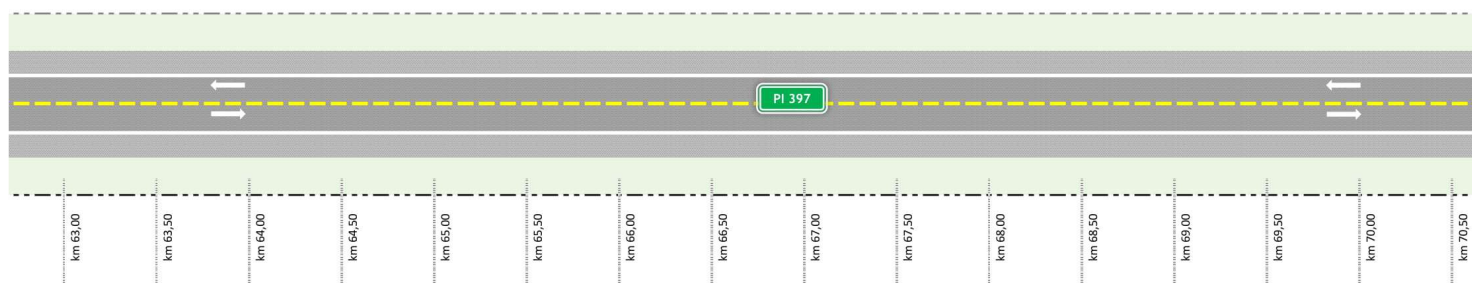 PI 397
km 63,00
km 63,50
km 64,00
km 64,50
km 65,00
km 65,50
km 66,00
km 66,50
km 67,00
km 67,50
km 68,00
km 68,50
km 69,00
km 69,50
km 70,00
km 70,50